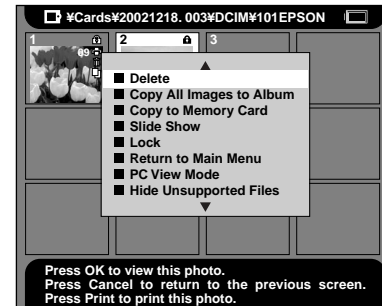 ¥Cards¥20021218. 003¥DCIM¥101EPSON
1 2 3
09
Delete
Copy All Images to Album
Copy to Memory Card
Slide Show
Lock
Return to Main Menu
PC View Mode
Hide Unsupported Files
Press OK to view this photo.
Press Cancel to return to the previous screen.
Press Print to print this photo.